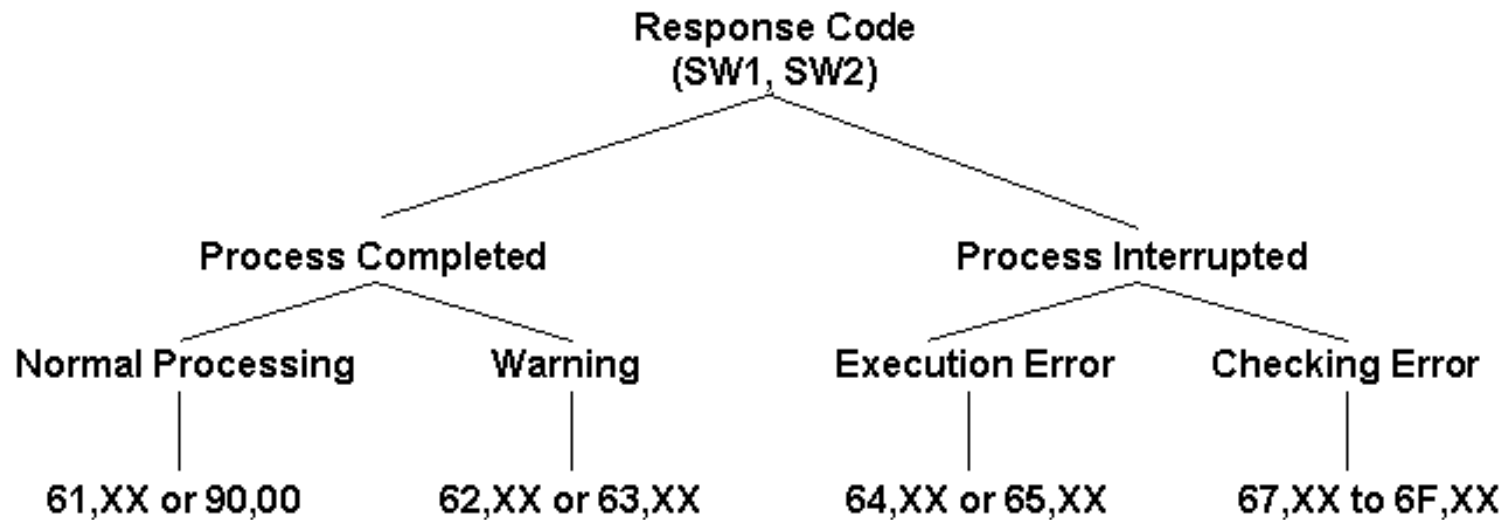 Response Code
(SW1, SW2)
Process Completed
Process Interrupted
Normal Processing
Warning
Execution Error
Checking Error
61,XX or 90,00
62,XX or 63,XX
64,XX or 65,XX
67,XX to 6F,XX